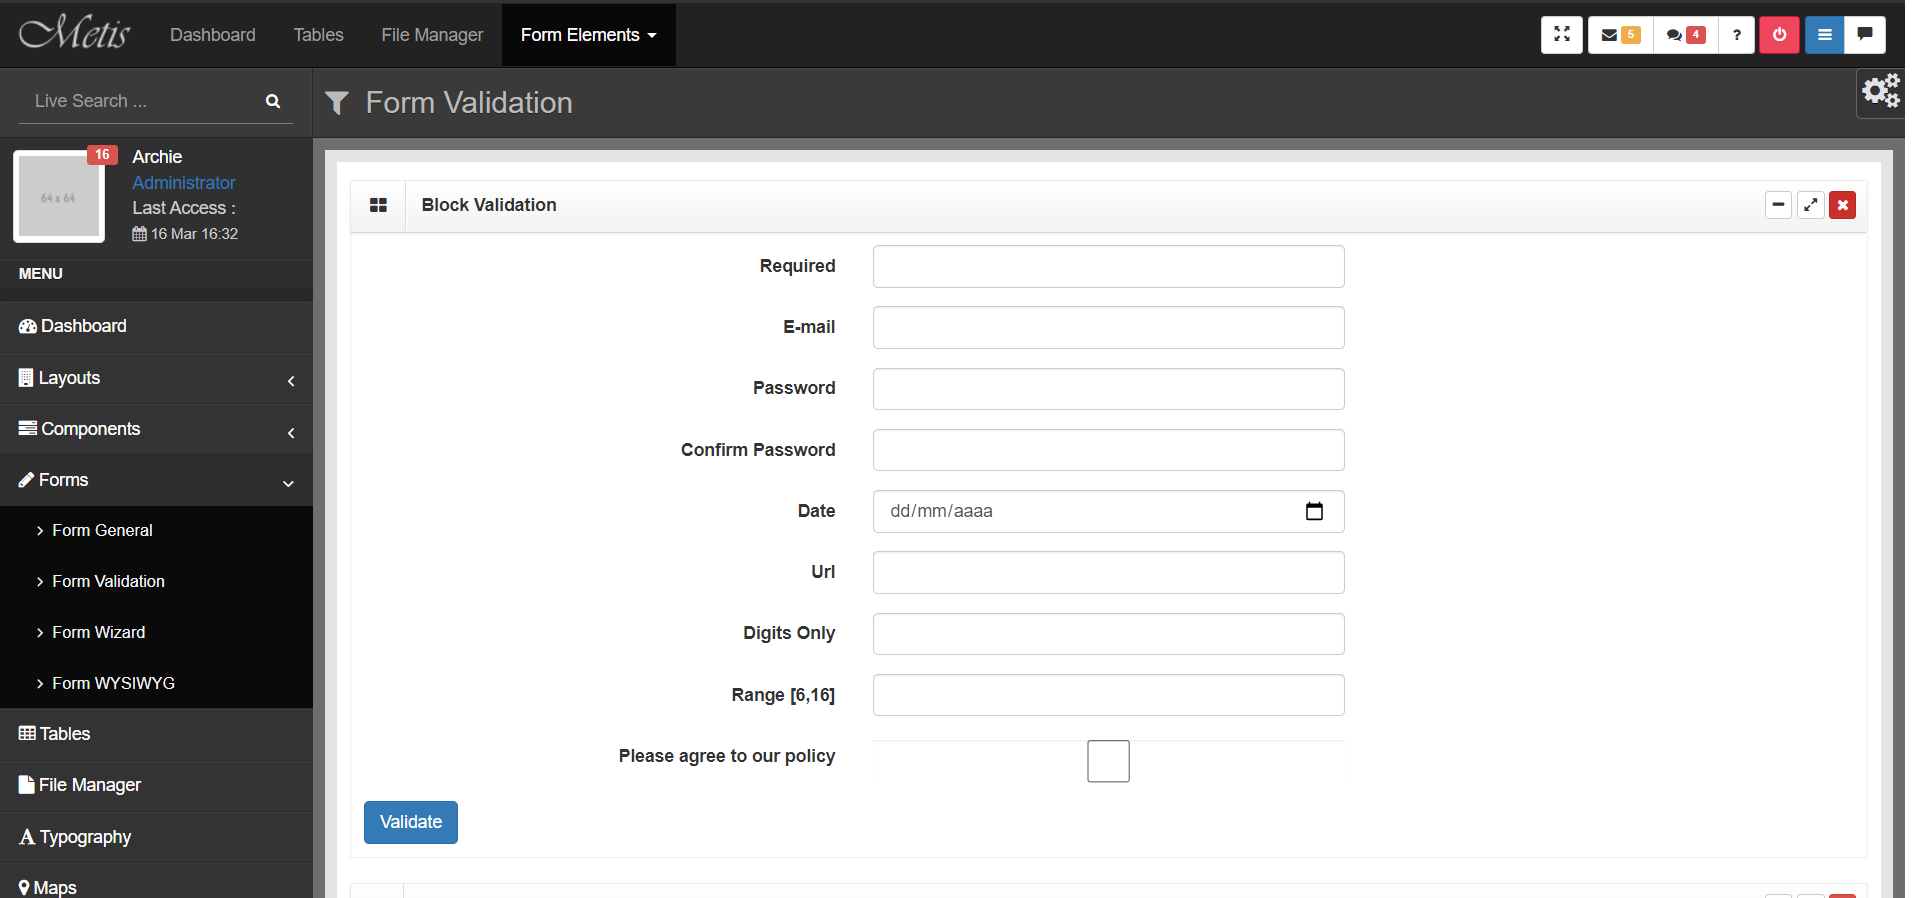 Metis
Dashboard
Tables
File Manager
Form Elements
5
4
?
Live Search ...
Form Validation
16
64 x 64
Archie
Administrator
Last Access :
16 Mar 16:32
MENU
Dashboard
Layouts
Components
Forms
Form General
Form Validation
Form Wizard
Form WYSIWYG
Tables
File Manager
Typography
Maps
Block Validation
Required
E-mail
Password
Confirm Password
Date
dd/mm/aaaa
Url
Digits Only
Range [6,16]
Please agree to our policy
Validate